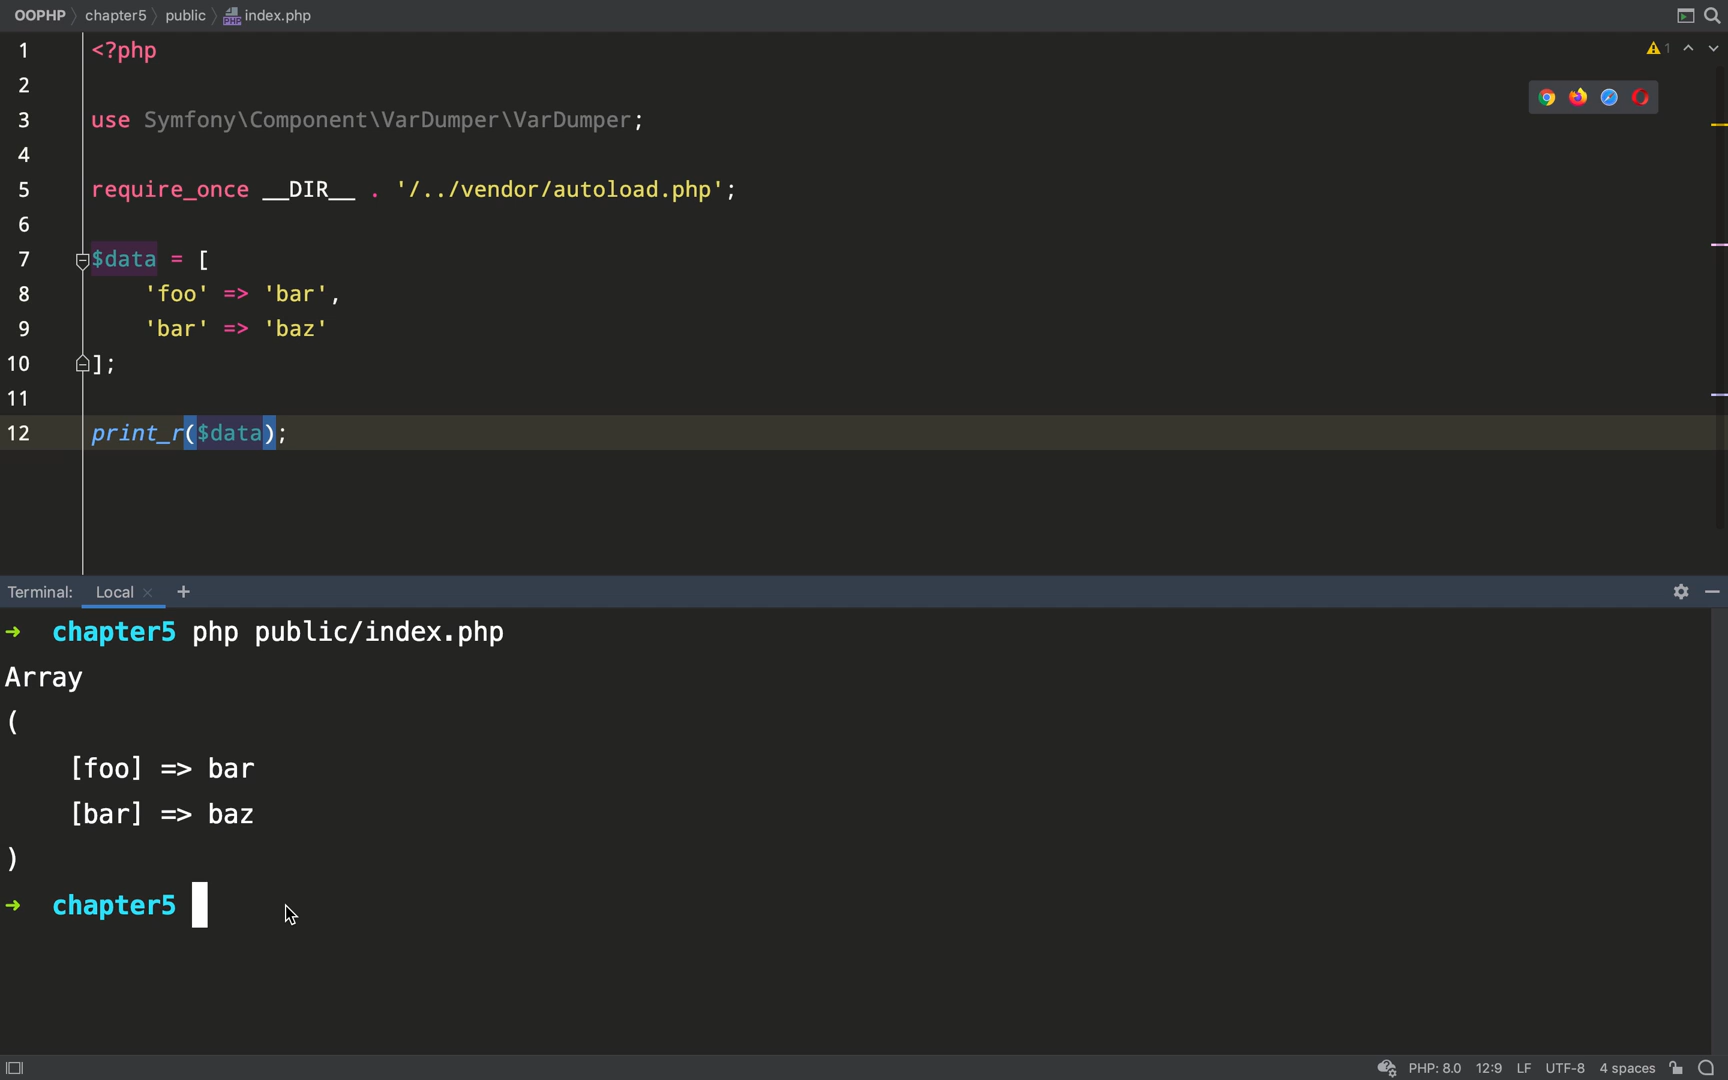 OOPHP 〉 chapter5 〉 public 〉 index.php
1 <?php
2
3 use Symfony\Component\VarDumper\VarDumper;
4
5 require_once __DIR__ . '/../vendor/autoload.php';
6
7 $data = [
8     'foo' => 'bar',
9     'bar' => 'baz'
10 ];
11
12 print_r($data);
1
Terminal: Local × +
→ chapter5 php public/index.php
Array
(
    [foo] => bar
    [bar] => baz
)
→ chapter5
PHP: 8.0 12:9 LF UTF-8 4 spaces